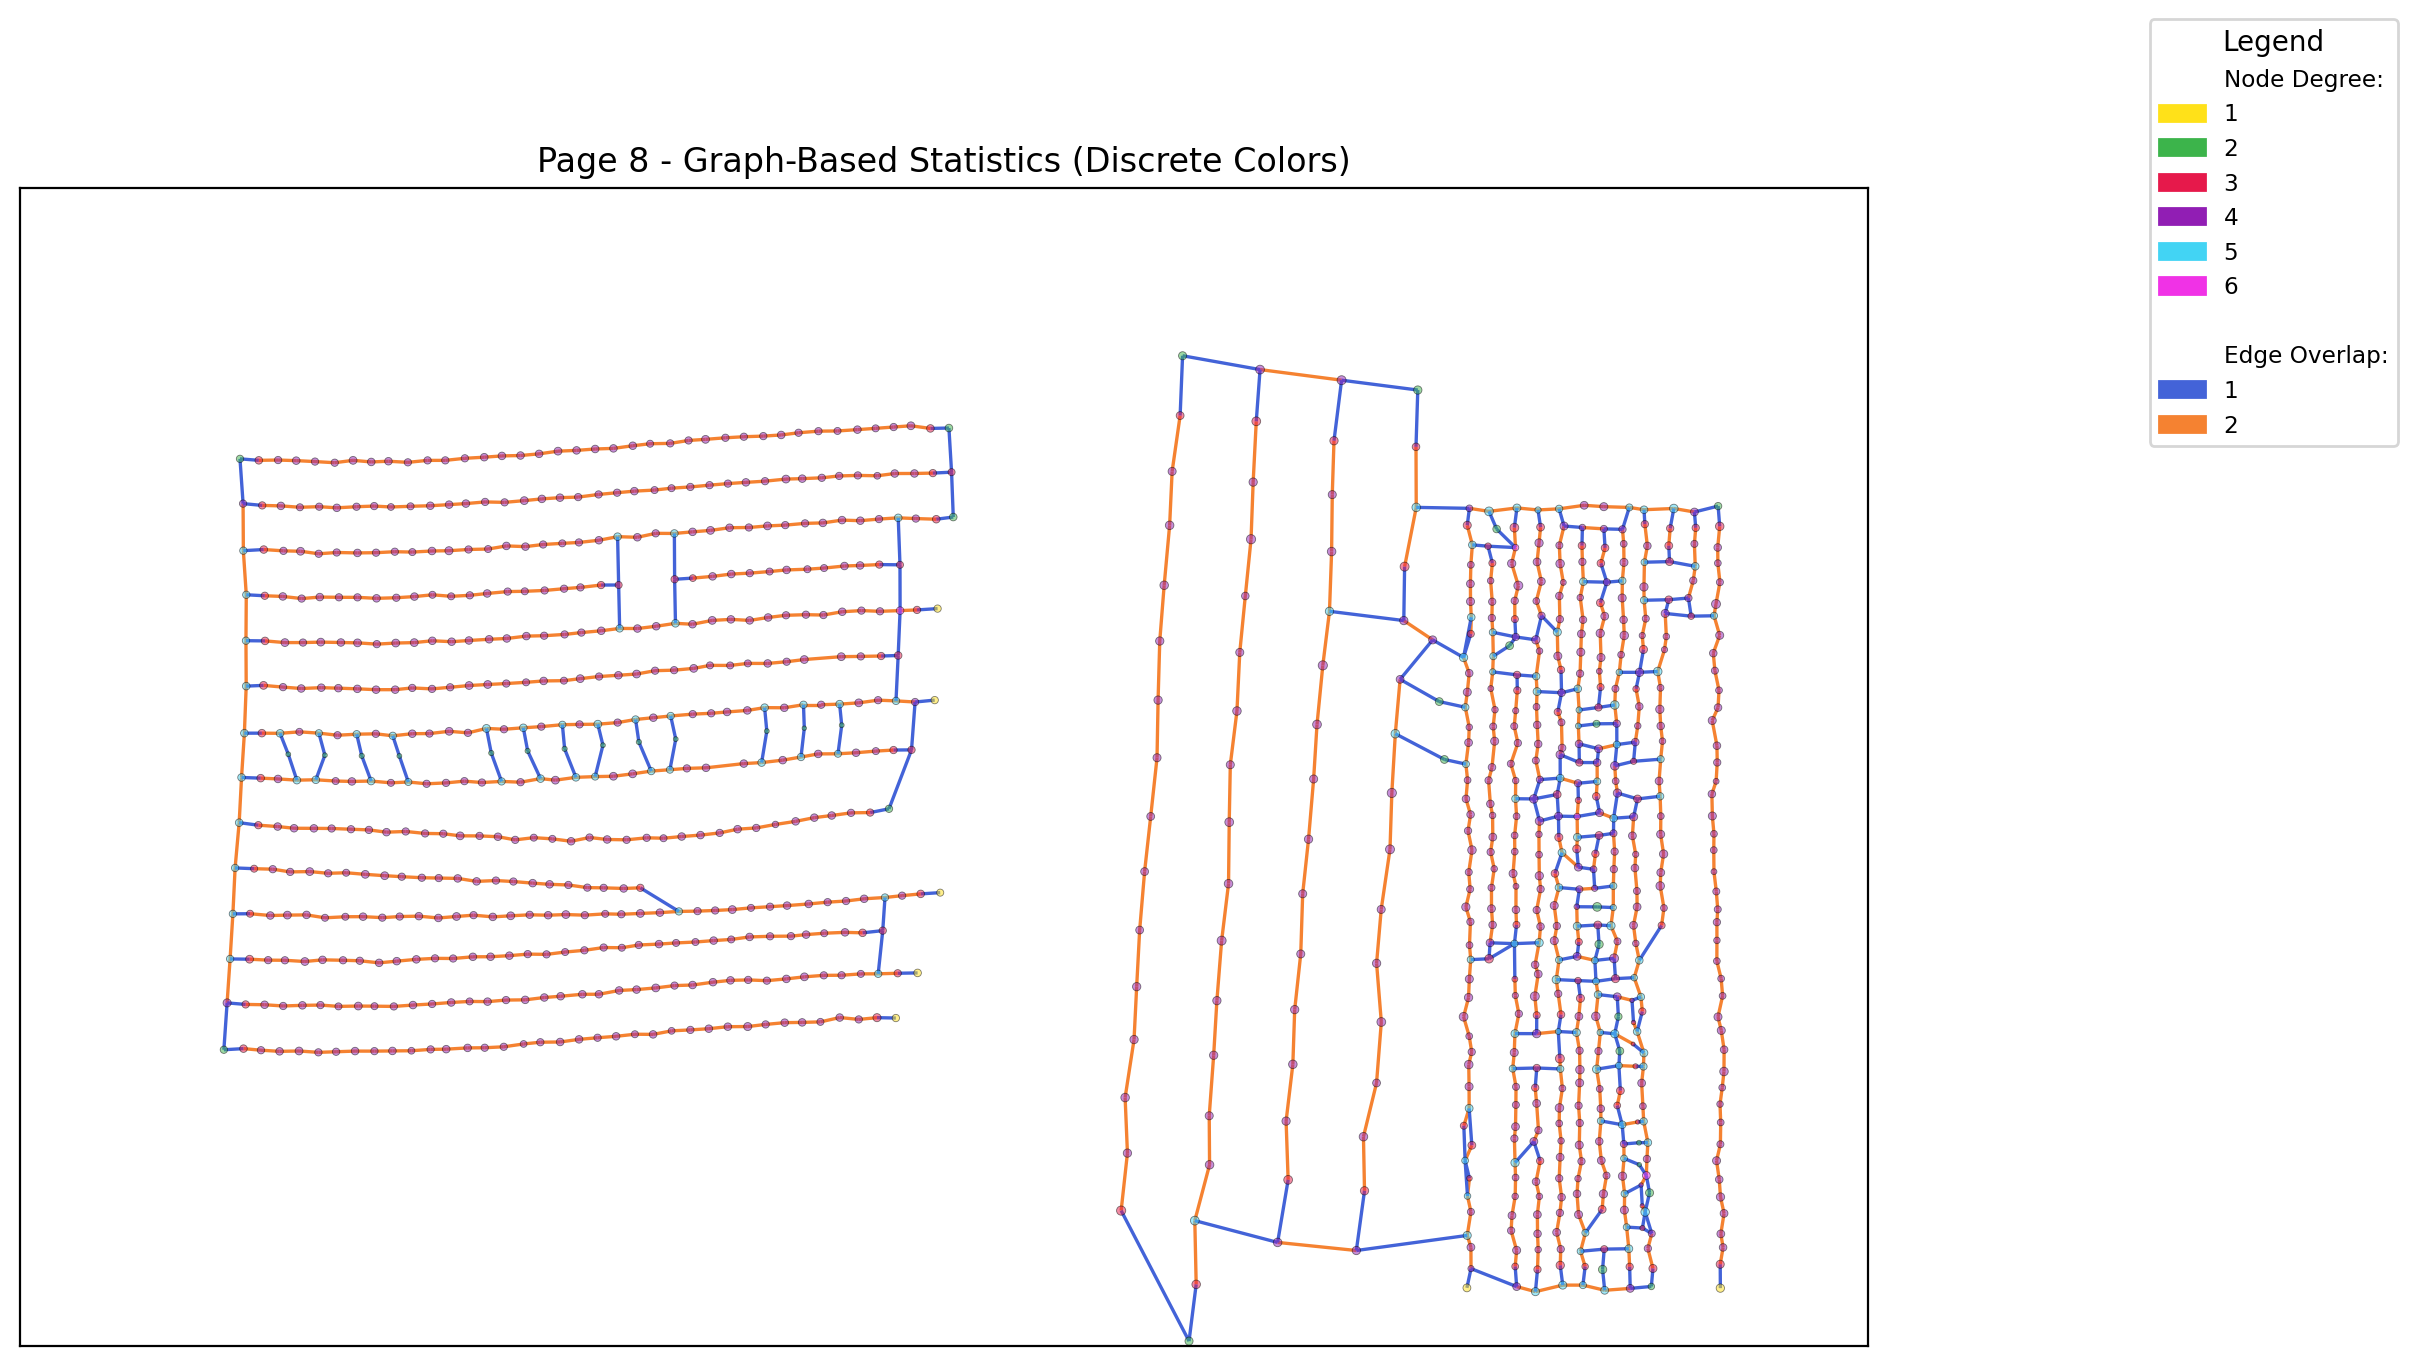 Page 8 - Graph-Based Statistics (Discrete Colors)
Legend
Node Degree:
1
2
3
4
5
6
Edge Overlap:
1
2